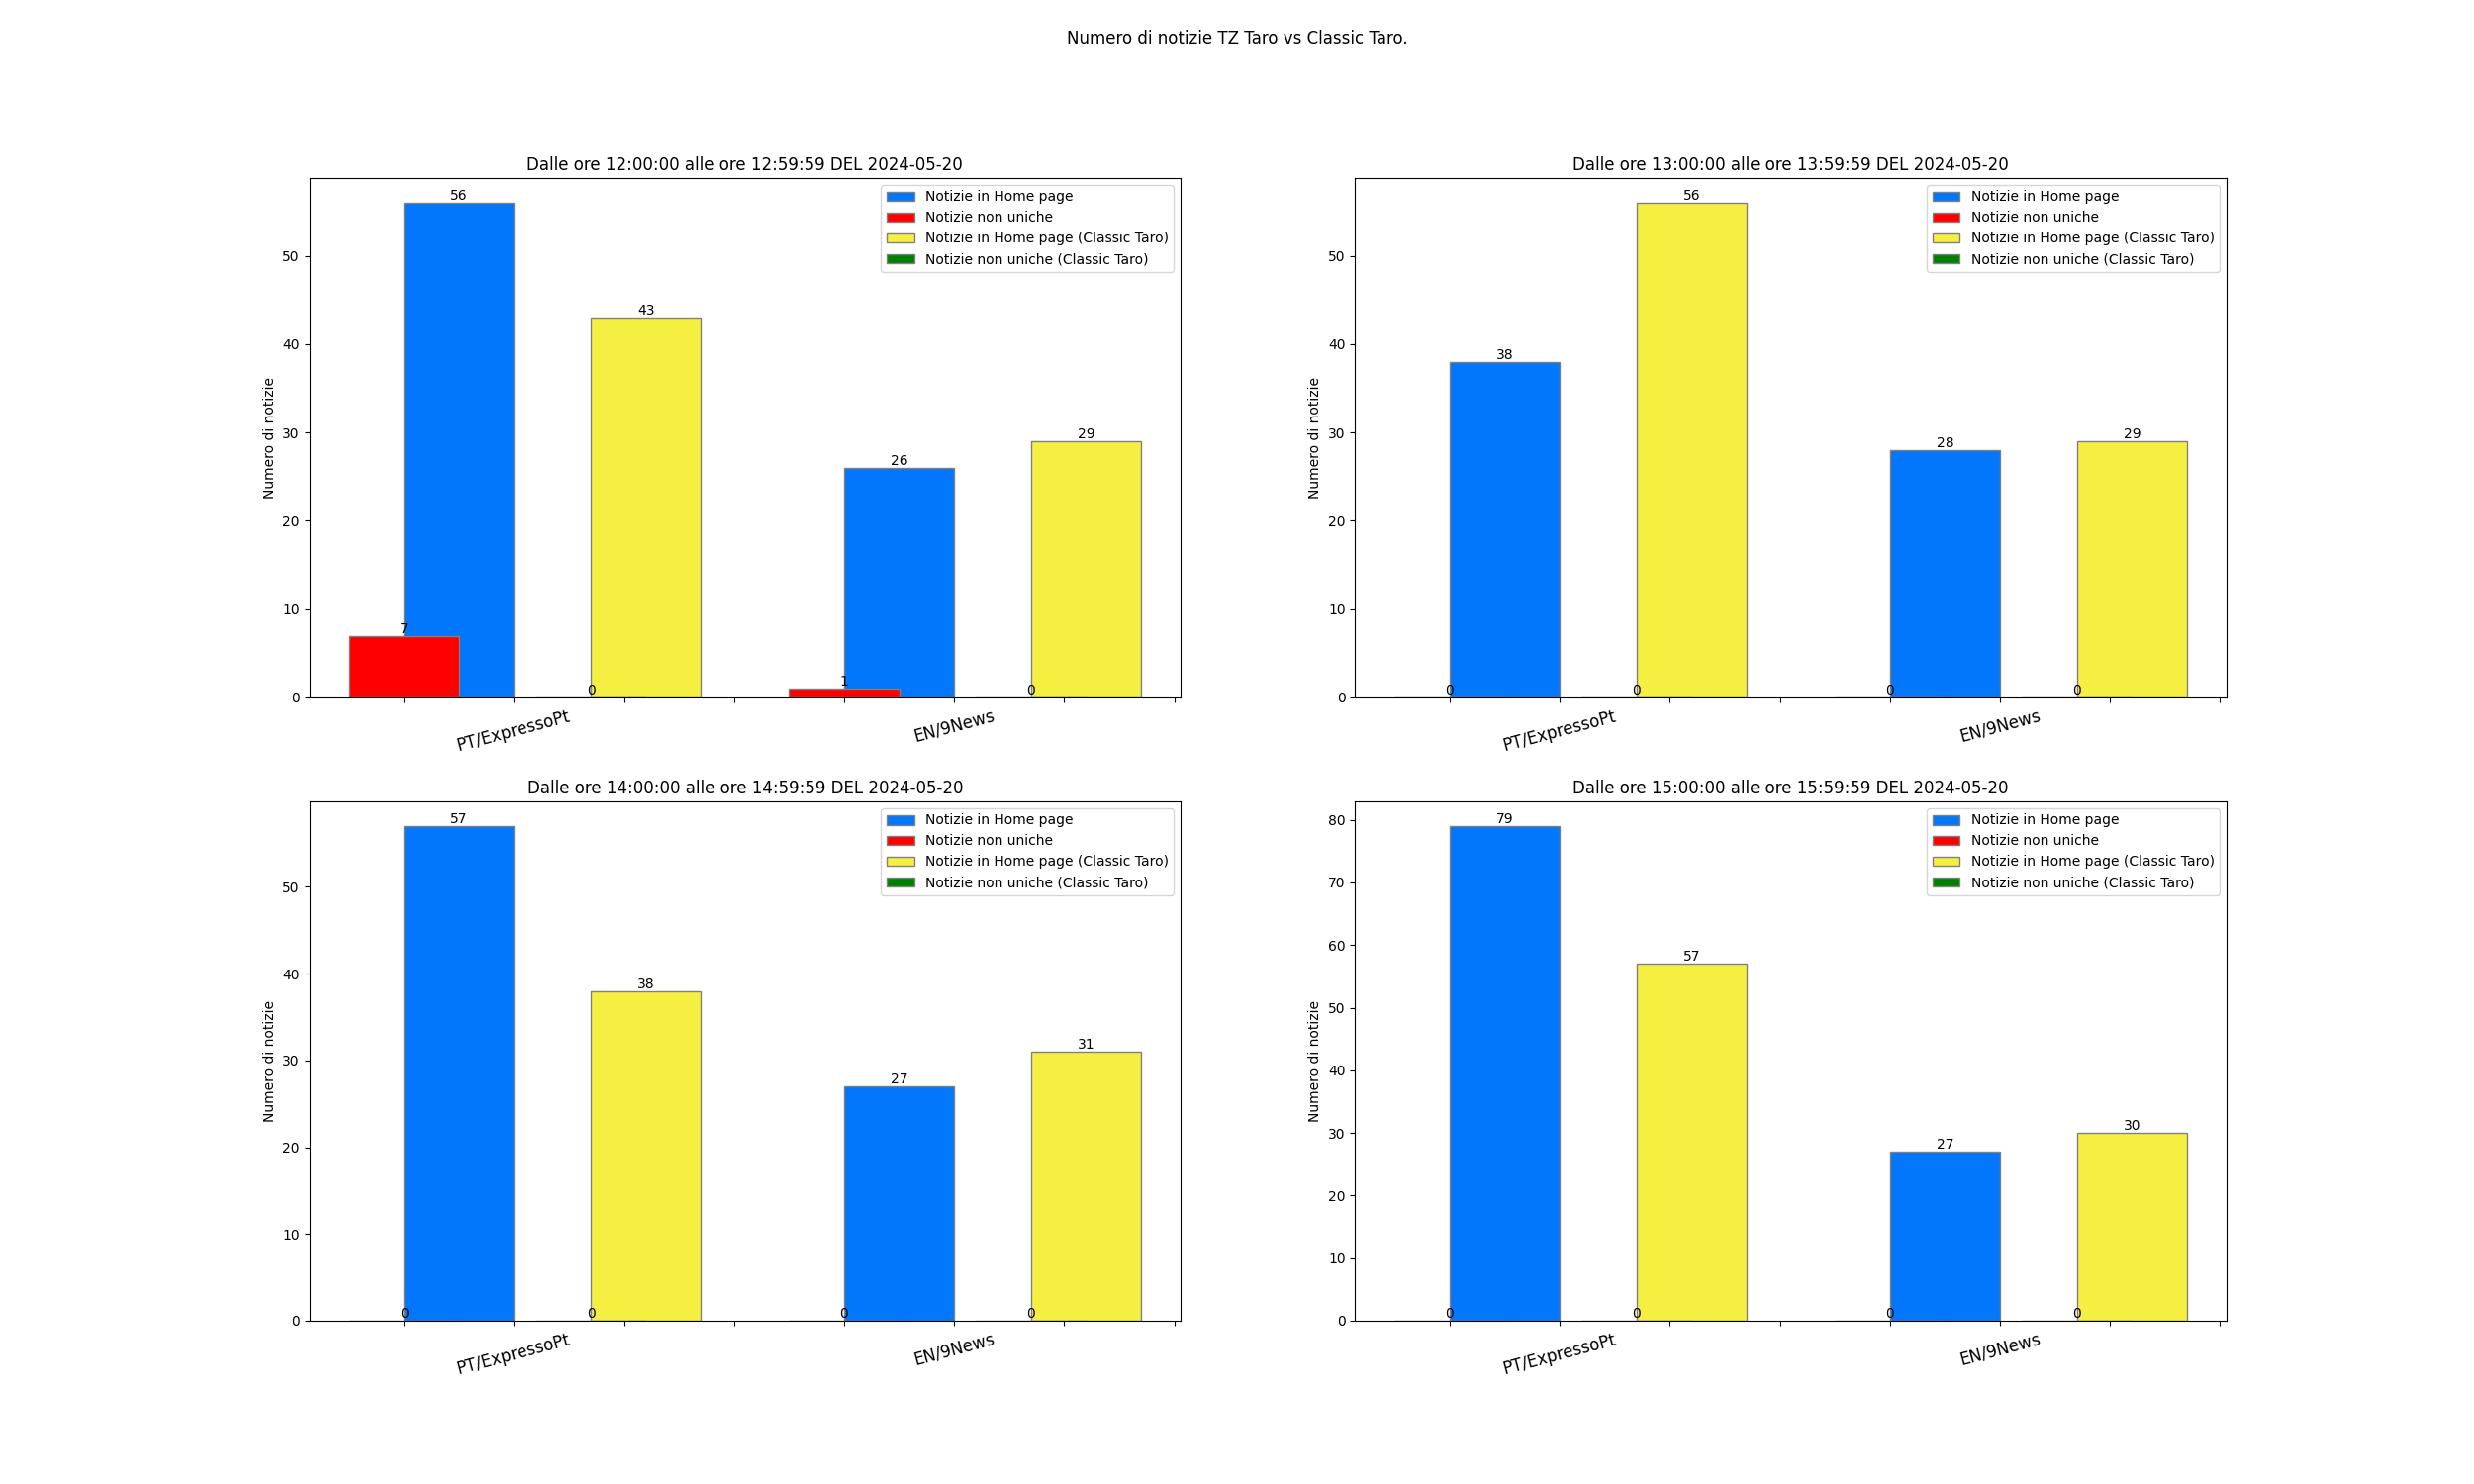 Numero di notizie TZ Taro vs Classic Taro.
Dalle ore 12:00:00 alle ore 12:59:59 DEL 2024-05-20
Numero di notizie
50
40
30
20
10
0
56
43
26
29
7
0
1
0
Notizie in Home page
Notizie non uniche
Notizie in Home page (Classic Taro)
Notizie non uniche (Classic Taro)
PT/ExpressoPt
EN/9News
Dalle ore 13:00:00 alle ore 13:59:59 DEL 2024-05-20
Numero di notizie
50
40
30
20
10
0
38
56
28
29
0
0
0
0
Notizie in Home page
Notizie non uniche
Notizie in Home page (Classic Taro)
Notizie non uniche (Classic Taro)
PT/ExpressoPt
EN/9News
Dalle ore 14:00:00 alle ore 14:59:59 DEL 2024-05-20
Numero di notizie
50
40
30
20
10
0
57
38
27
31
0
0
0
0
Notizie in Home page
Notizie non uniche
Notizie in Home page (Classic Taro)
Notizie non uniche (Classic Taro)
PT/ExpressoPt
EN/9News
Dalle ore 15:00:00 alle ore 15:59:59 DEL 2024-05-20
Numero di notizie
80
70
60
50
40
30
20
10
0
79
57
27
30
0
0
0
0
Notizie in Home page
Notizie non uniche
Notizie in Home page (Classic Taro)
Notizie non uniche (Classic Taro)
PT/ExpressoPt
EN/9News